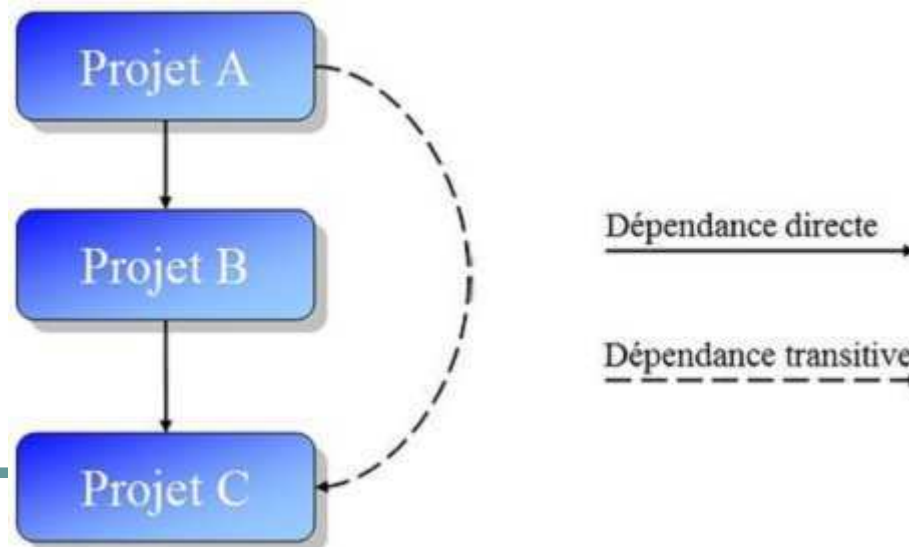 Projet A
Projet B
Projet C
Dépendance directe
Dépendance transitive